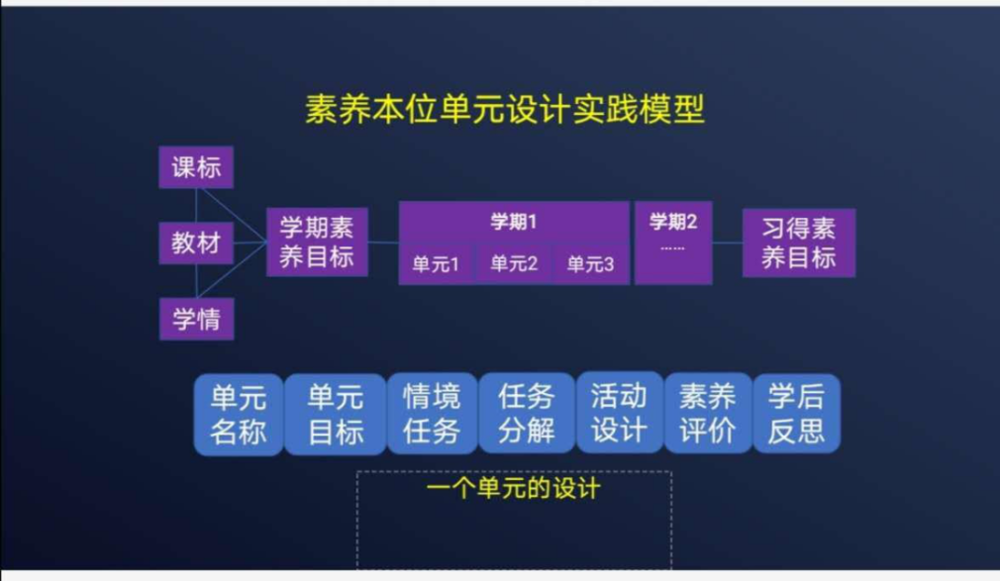 素养本位单元设计实践模型
课标
教材
学情
学期素
养目标
学期1
单元1 单元2 单元3
学期2
……
习得素
养目标
单元
名称
单元
目标
情境
任务
任务
分解
活动
设计
素养
评价
学后
反思
一个单元的设计